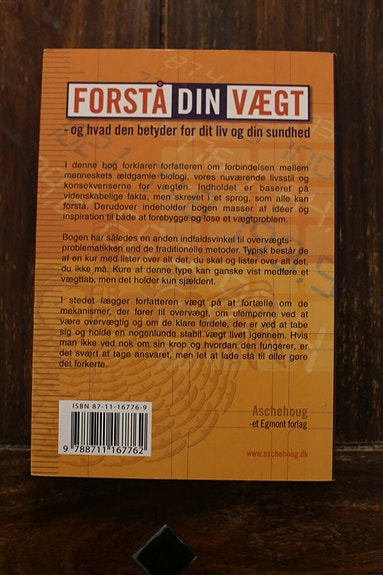 FORSTÅ DIN VÆGT
- og hvad den betyder for dit liv og din sundhed
I denne bog forklarer forfatteren om forbindelsen mellem
menneskets ældgamle biologi, vores nuværende livsstil og
konsekvenserne for vægten. Indholdet er baseret på
videnskabelige fakta, men skrevet i et sprog, som alle kan
forstå. Derudover indeholder bogen masser af ideer og
inspiration til både at forebygge og løse et vægtproblem.
Bogen har således en anden indfaldsvinkel til overvægts-
problematikken end de traditionelle metoder. Typisk består de
af en kur med lister over alt det, du skal og lister over alt det,
du ikke må. Kure af denne type kan ganske vist medføre et
vægttab, men det holder kun sjældent.
I stedet lægger forfatteren vægt på at fortælle om de
mekanismer, der fører til overvægt, om ulemperne ved at
være overvægtig og om de klare fordele, der er ved at tabe
sig og holde en nogenlunde stabil vægt livet igennem. Hvis
man ikke ved nok om sin krop og hvordan den fungerer, er
det svært at tage ansvaret, men let at lade stå til eller gøre
det forkerte.
ISBN 87-11-16776-9
9 788711 167762
Aschehoug
-et Egmont forlag
www.aschehoug.dk